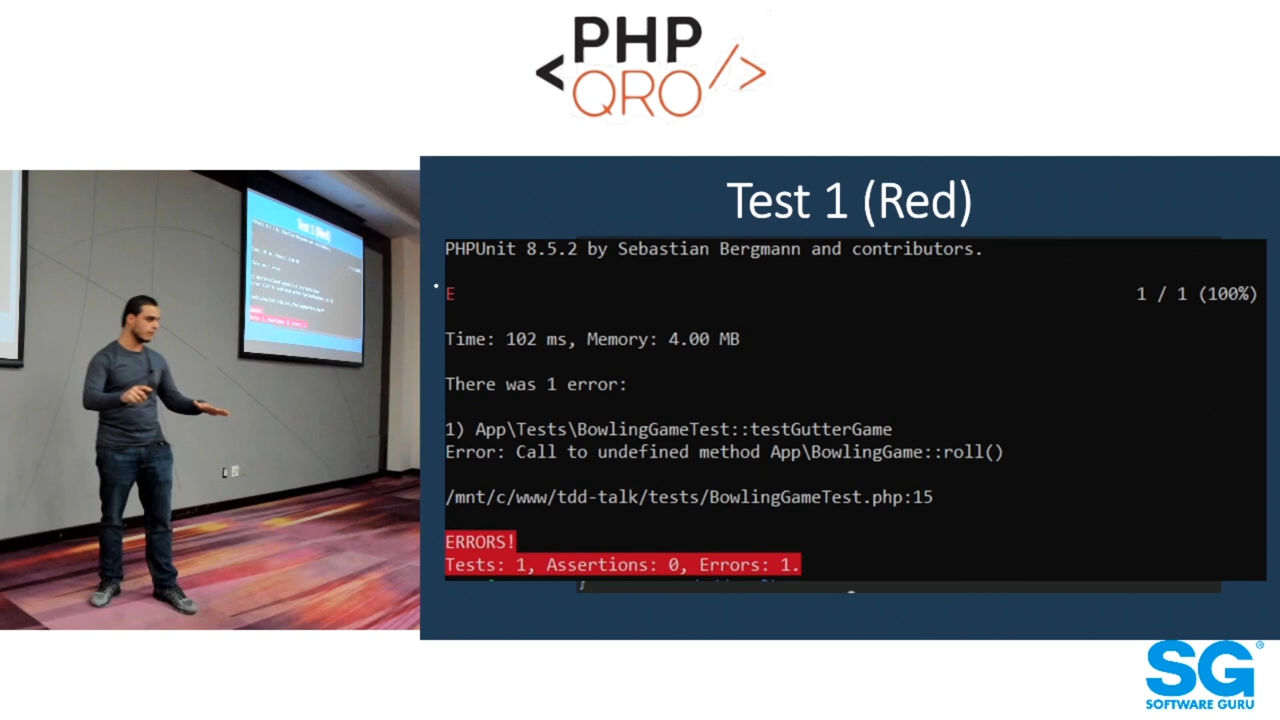 PHP
<QRO/>
Test 1 (Red)
PHPUnit 8.5.2 by Sebastian Bergmann and contributors.
E 1 / 1 (100%)
Time: 102 ms, Memory: 4.00 MB
There was 1 error:
1) App\Tests\BowlingGameTest::testGutterGame
Error: Call to undefined method App\BowlingGame::roll()
/mnt/c/www/tdd-talk/tests/BowlingGameTest.php:15
ERRORS!
Tests: 1, Assertions: 0, Errors: 1.
Test 1 (Red)
SG®
SOFTWARE GURU